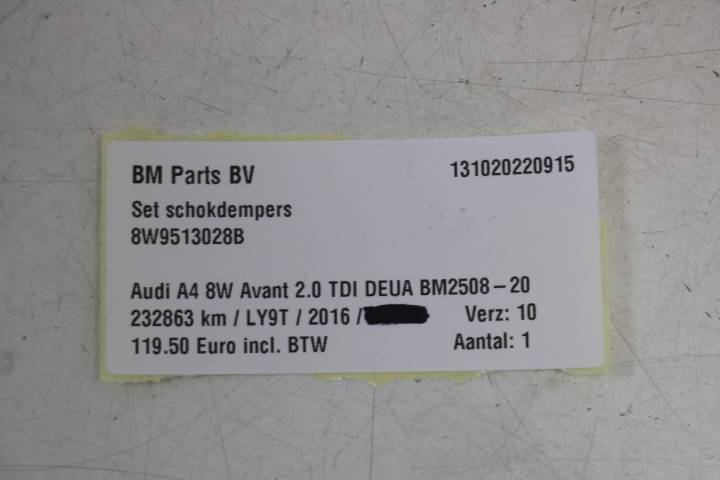 BM Parts BV 131020220915
Set schokdempers
8W9513028B
Audi A4 8W Avant 2.0 TDI DEUA BM2508-20
232863 km / LY9T / 2016 / Verz: 10
119.50 Euro incl. BTW Aantal: 1